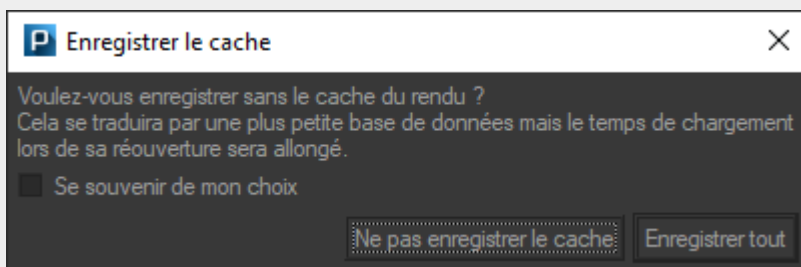 P Enregistrer le cache
Voulez-vous enregistrer sans le cache du rendu ?
Cela se traduira par une plus petite base de données mais le temps de chargement
lors de sa réouverture sera allongé.
Se souvenir de mon choix
Ne pas enregistrer le cache Enregistrer tout